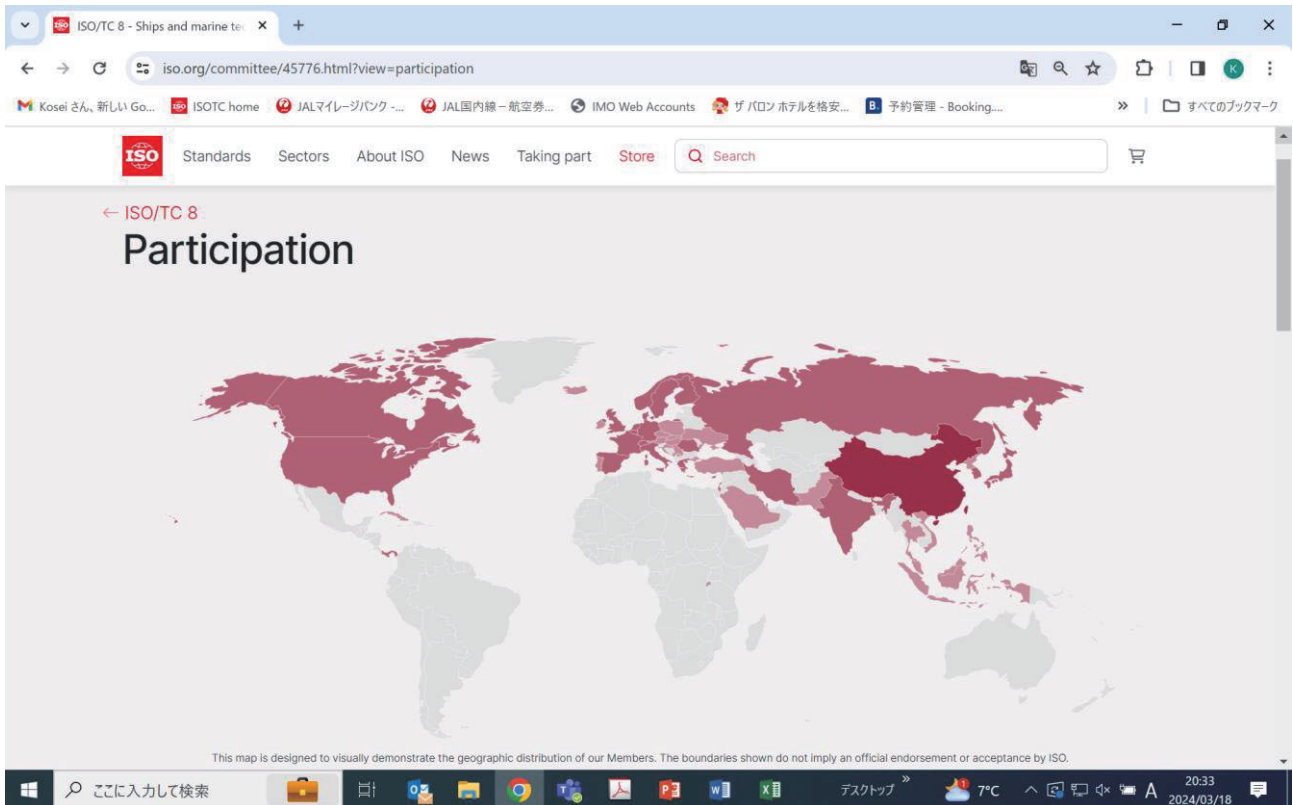 ISO/TC 8 - Ships and marine tec
iso.org/committee/45776.html?view=participation
K
Kosei さん、新しい Go...
ISOTC home
JALマイレージバンク -...
JAL国内線－航空券...
IMO Web Accounts
ザ バロン ホテルを格安...
B.
予約管理 - Booking....
»
すべてのブックマーク
ISO
Standards
Sectors
About ISO
News
Taking part
Store
Search
← ISO/TC 8
Participation
This map is designed to visually demonstrate the geographic distribution of our Members. The boundaries shown do not imply an official endorsement or acceptance by ISO.
ここに入力して検索
デスクトップ
»
7°C
A
20:33
2024/03/18